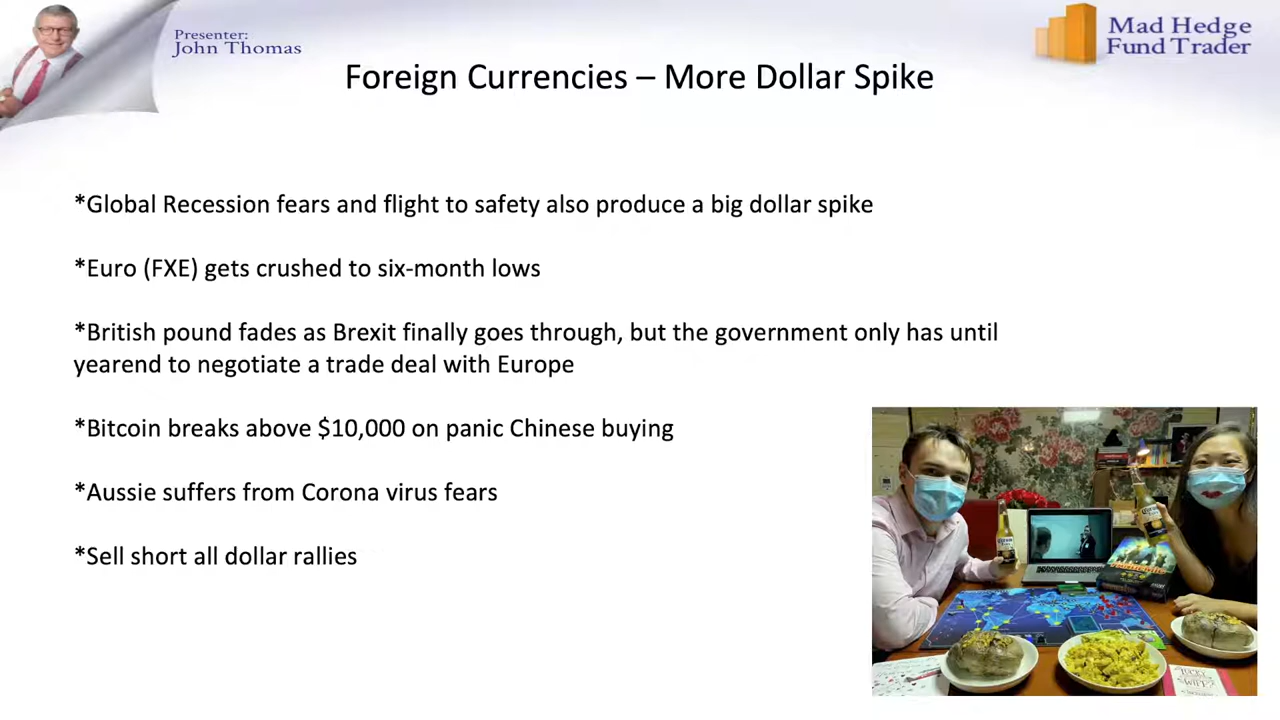 Presenter:
John Thomas
Mad Hedge
Fund Trader
Foreign Currencies – More Dollar Spike
*Global Recession fears and flight to safety also produce a big dollar spike
*Euro (FXE) gets crushed to six-month lows
*British pound fades as Brexit finally goes through, but the government only has until
yearend to negotiate a trade deal with Europe
*Bitcoin breaks above $10,000 on panic Chinese buying
*Aussie suffers from Corona virus fears
*Sell short all dollar rallies